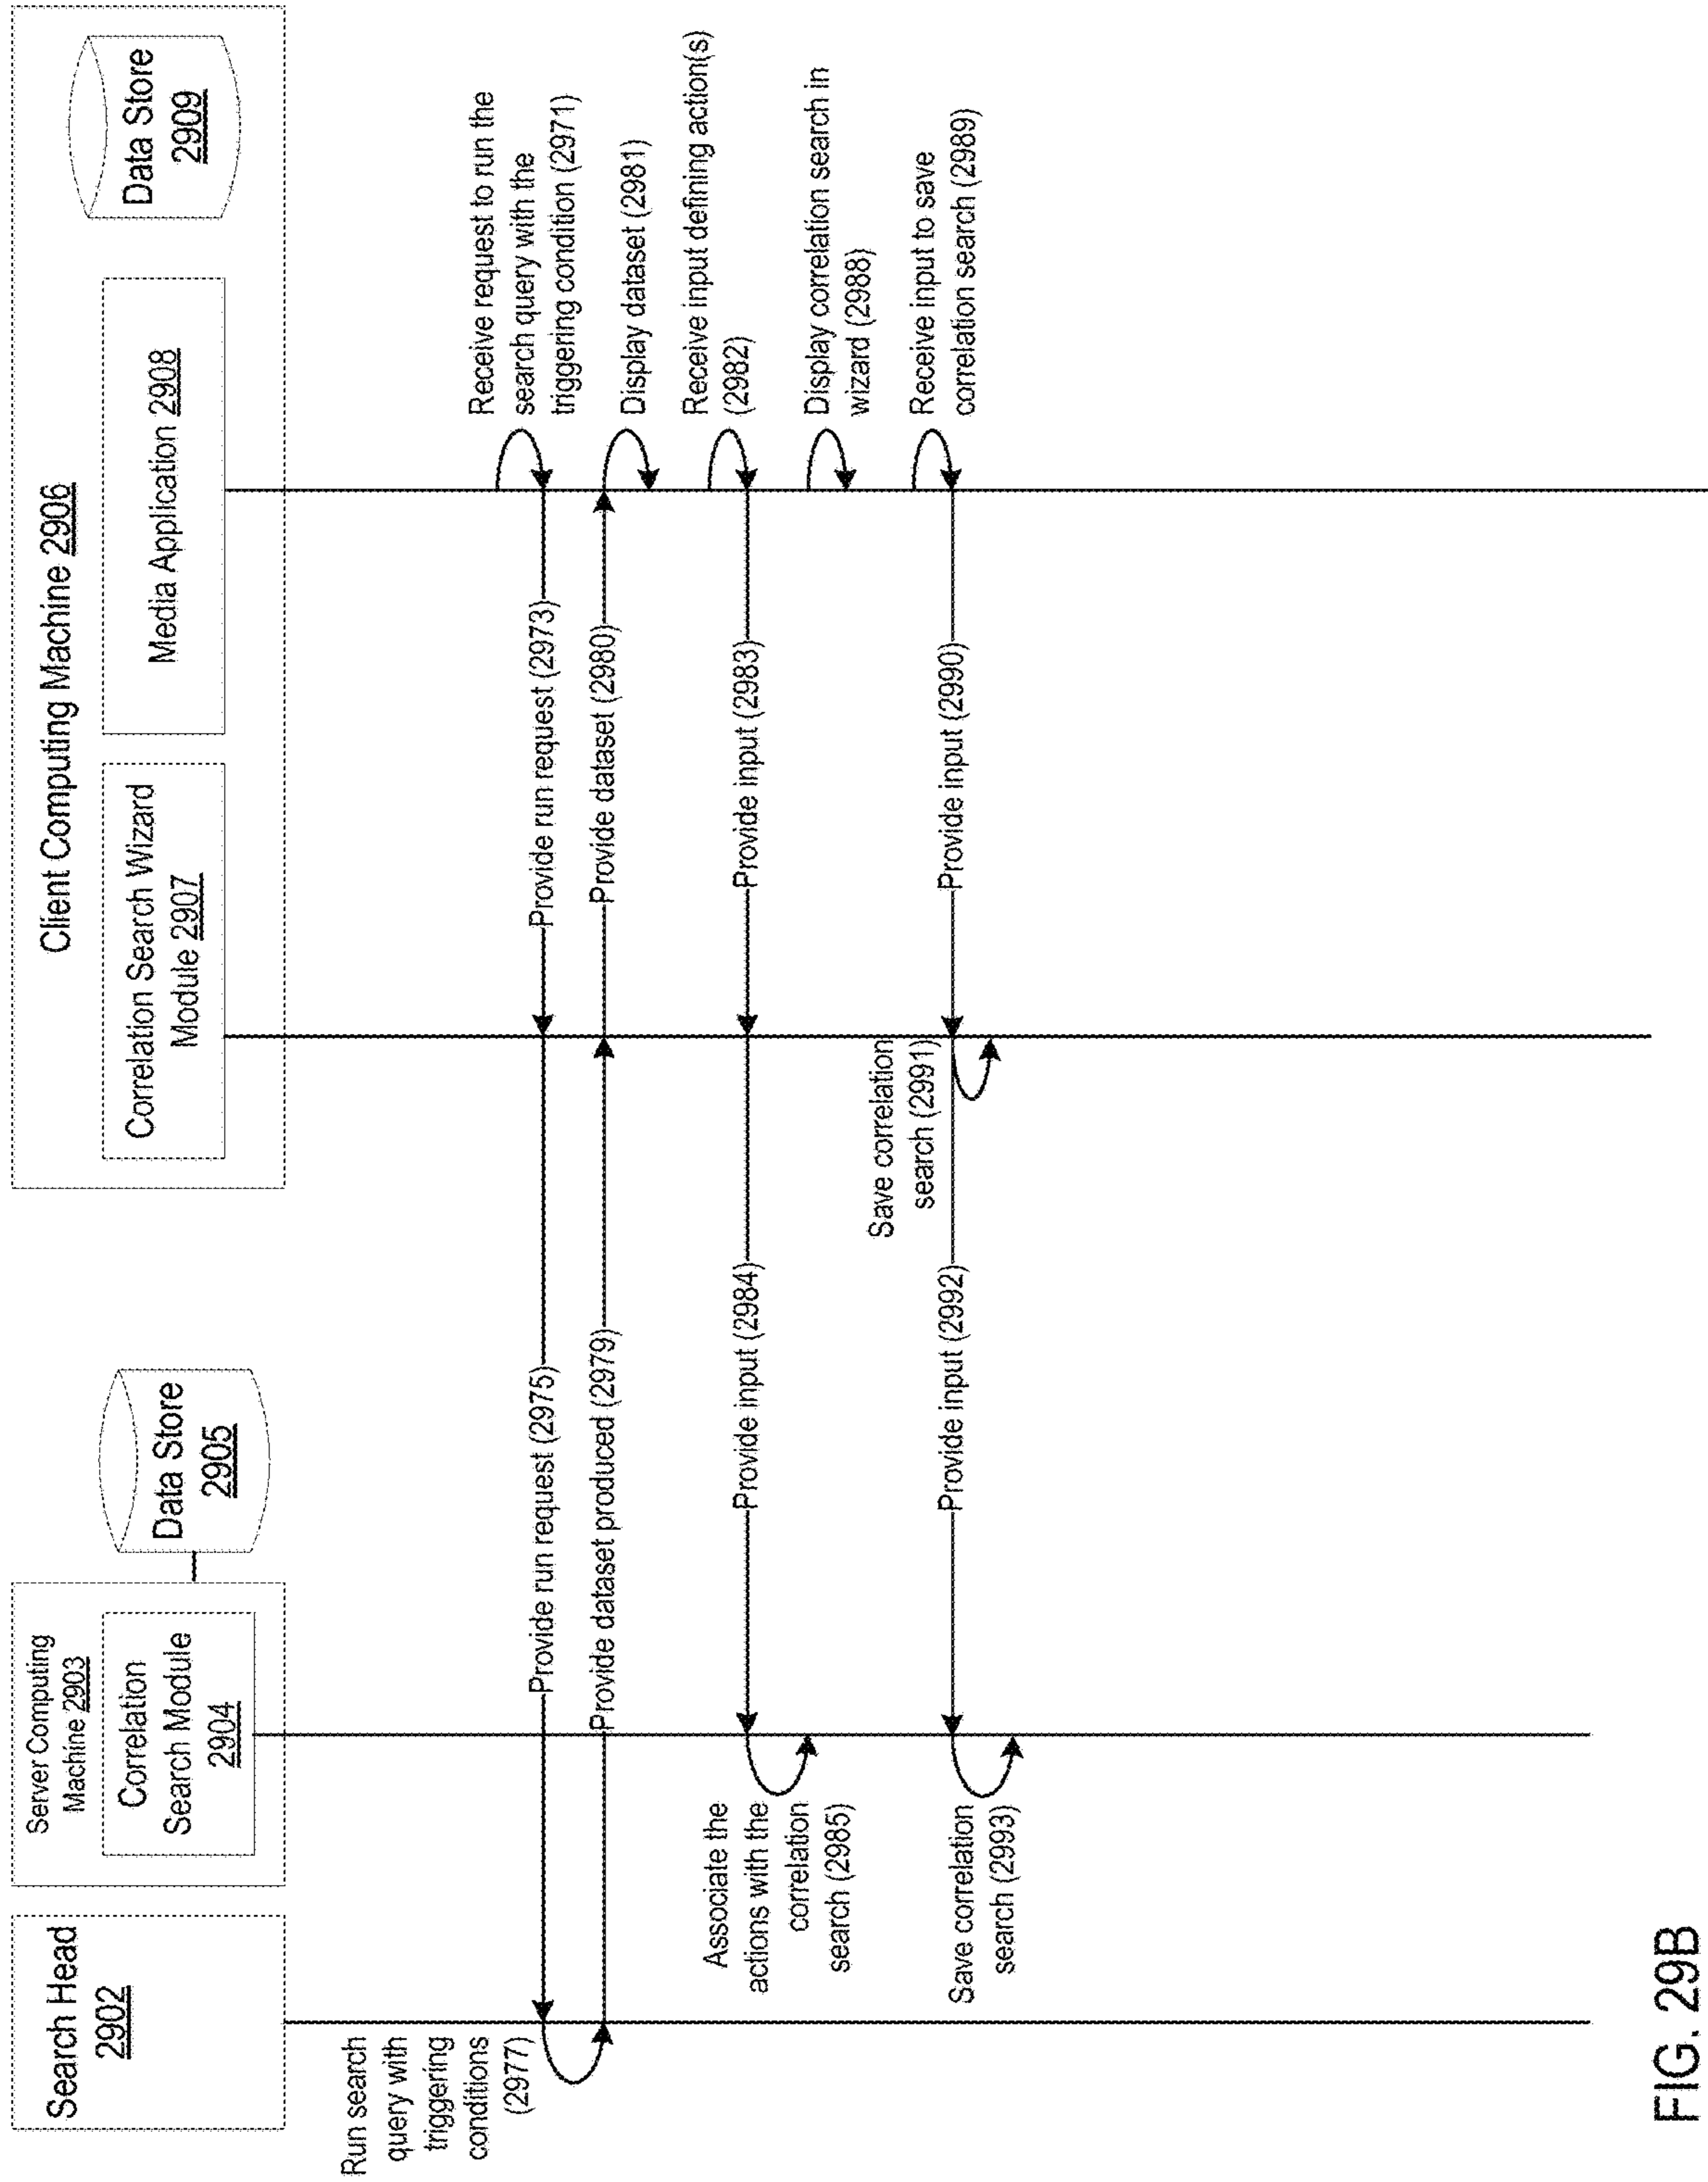 Search Head
2902
Server Computing
Machine 2903
Correlation
Search Module
2904
Data Store
2905
Client Computing Machine 2906
Correlation Search Wizard
Module 2907
Media Application 2908
Data Store
2909
Receive request to run the
search query with the
triggering condition (2971)
Provide run request (2973)
Provide run request (2975)
Run search
query with
triggering
conditions
(2977)
Provide dataset produced (2979)
Provide dataset (2980)
Display dataset (2981)
Receive input defining action(s)
(2982)
Provide input (2983)
Provide input (2984)
Associate the
actions with the
correlation
search (2985)
Display correlation search in
wizard (2988)
Receive input to save
correlation search (2989)
Provide input (2990)
Save correlation
search (2991)
Provide input (2992)
Save correlation
search (2993)
FIG. 29B